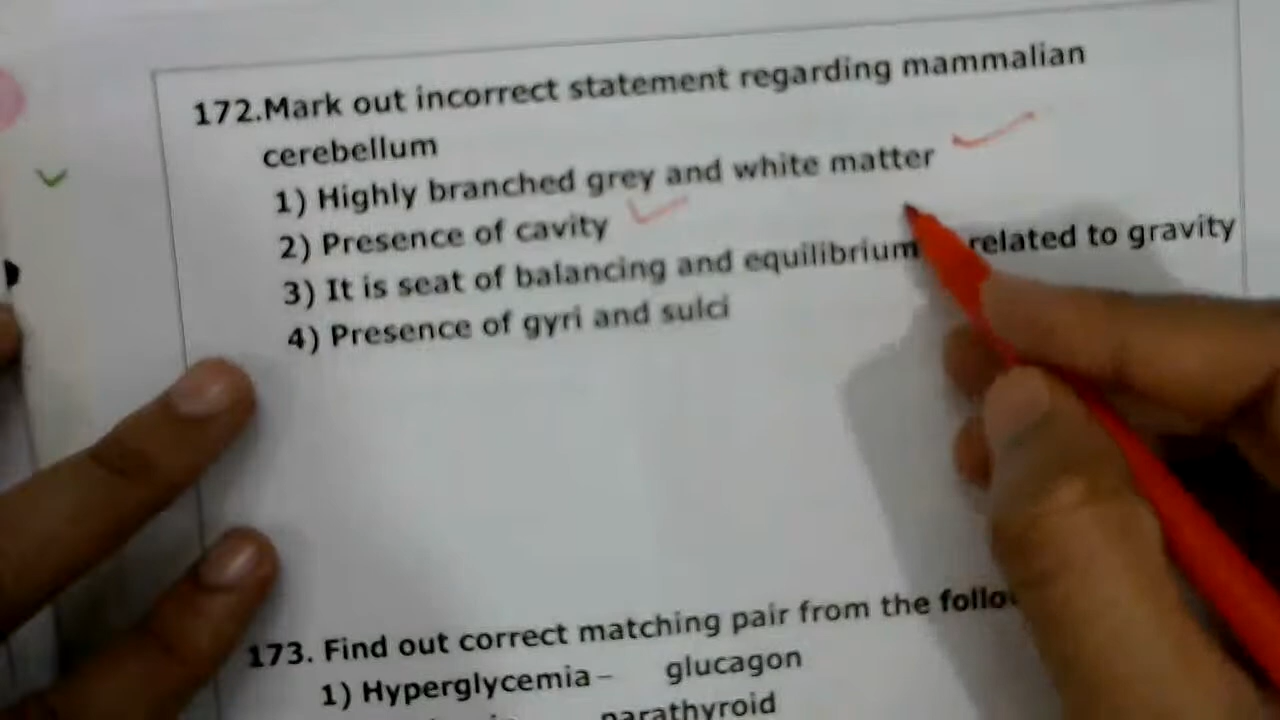 172.Mark out incorrect statement regarding mammalian
cerebellum
1) Highly branched grey and white matter
2) Presence of cavity
3) It is seat of balancing and equilibrium related to gravity
4) Presence of gyri and sulci
173. Find out correct matching pair from the
1) Hyperglycemia – glucagon
parathyroid